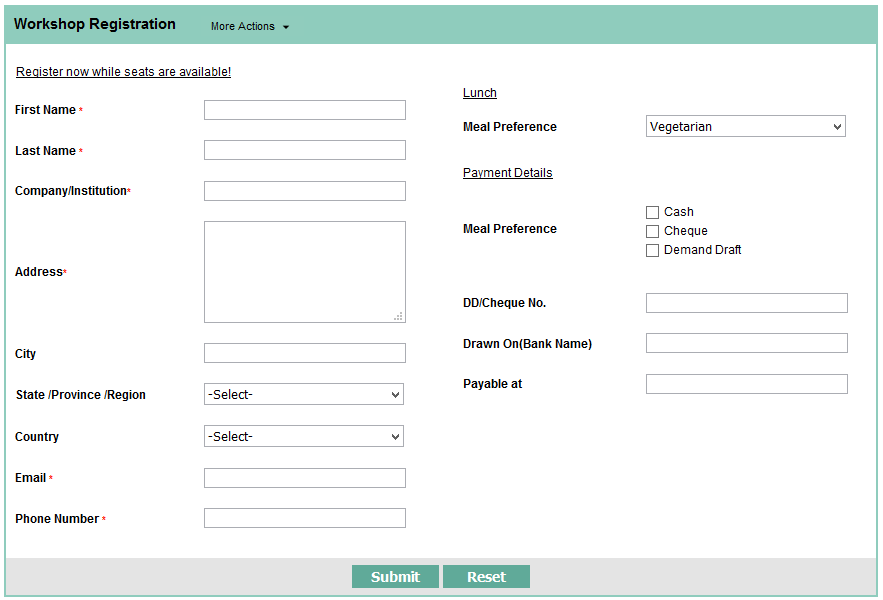 Workshop Registration More Actions
Register now while seats are available!
First Name *
Last Name *
Company/Institution*
Address*
City
State /Province /Region -Select-
Country -Select-
Email *
Phone Number *
Lunch
Meal Preference Vegetarian
Payment Details
Meal Preference
Cash
Cheque
Demand Draft
DD/Cheque No.
Drawn On(Bank Name)
Payable at
Submit Reset